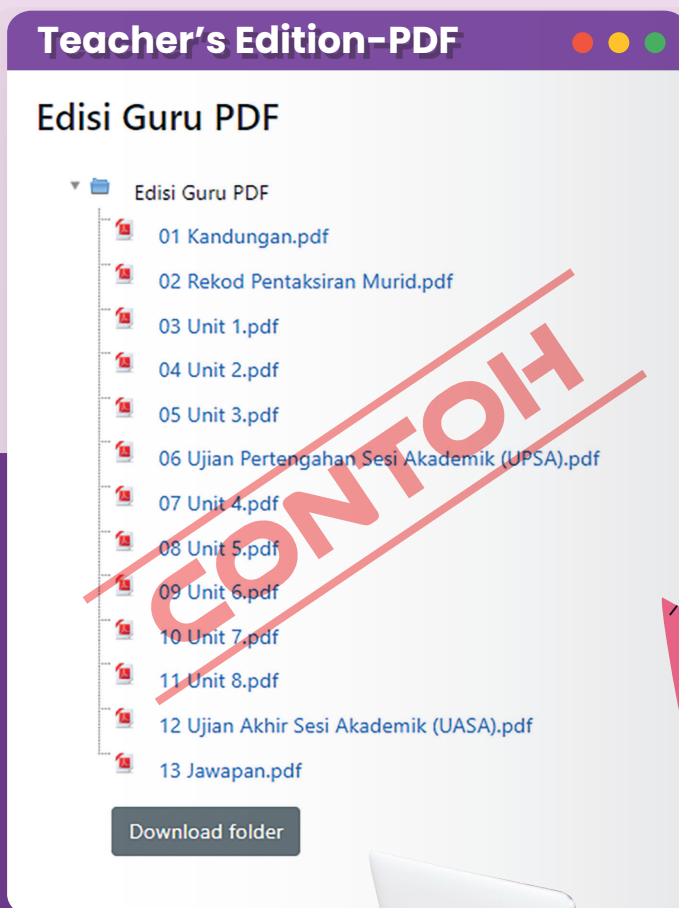 Teacher's Edition-PDF
Edisi Guru PDF
Edisi Guru PDF
01 Kandungan.pdf
02 Rekod Pentaksiran Murid.pdf
03 Unit 1.pdf
04 Unit 2.pdf
05 Unit 3.pdf
06 Ujian Pertengahan Sesi Akademik (UPSA).pdf
07 Unit 4.pdf
08 Unit 5.pdf
09 Unit 6.pdf
10 Unit 7.pdf
11 Unit 8.pdf
12 Ujian Akhir Sesi Akademik (UASA).pdf
13 Jawapan.pdf
CONTOH
Download folder